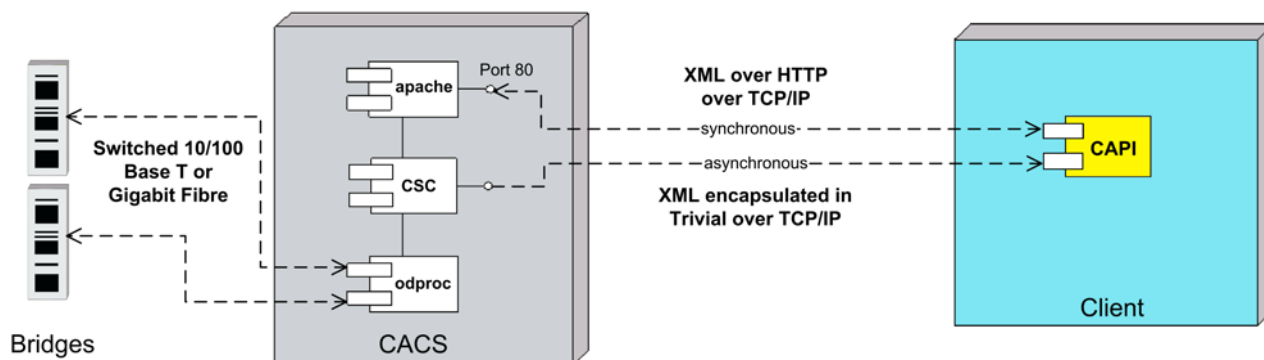 Switched 10/100
Base T or
Gigabit Fibre
Bridges
apache
Port 80
CSC
odproc
CACS
XML over HTTP
over TCP/IP
synchronous
asynchronous
XML encapsulated in
Trivial over TCP/IP
CAPI
Client